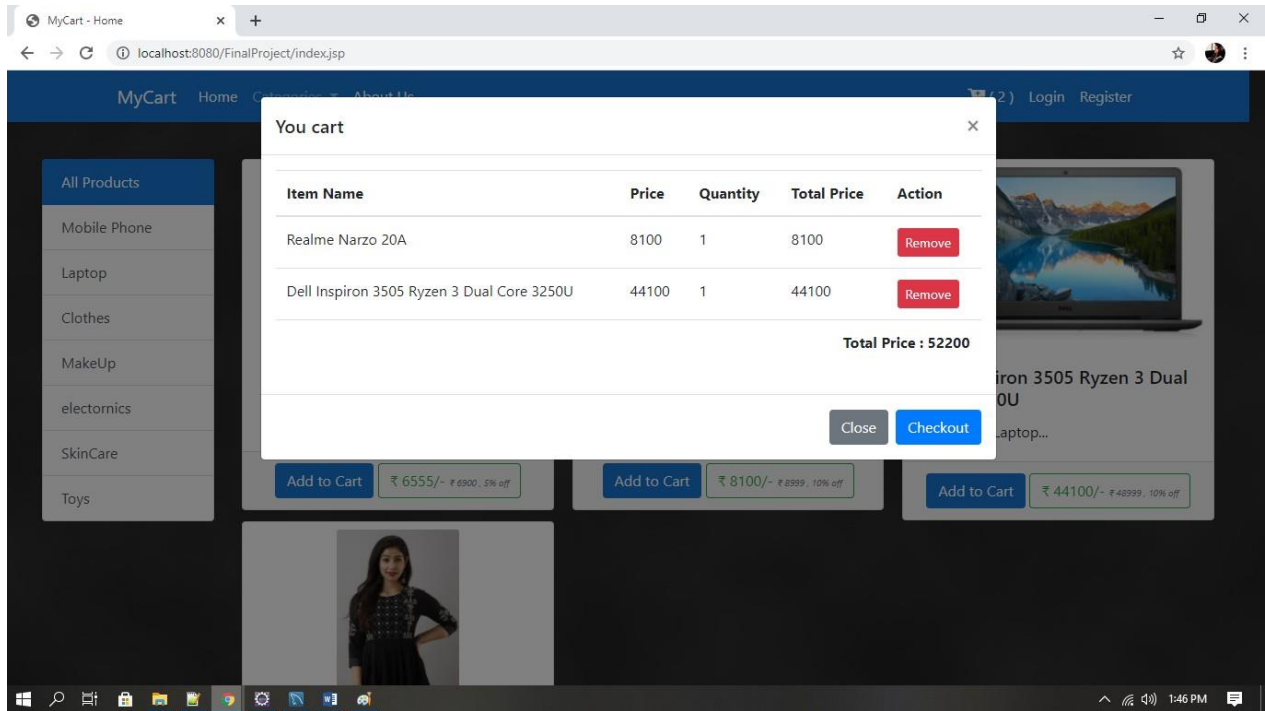 MyCart - Home
localhost:8080/FinalProject/index.jsp
MyCart Home Categories About Us ( 2 ) Login Register
You cart ×
Item Name Price Quantity Total Price Action
Realme Narzo 20A 8100 1 8100 Remove
Dell Inspiron 3505 Ryzen 3 Dual Core 3250U 44100 1 44100 Remove
Total Price : 52200
Close Checkout
All Products
Mobile Phone
Laptop
Clothes
MakeUp
electornics
SkinCare
Toys
iron 3505 Ryzen 3 Dual
0U
Laptop...
Add to Cart ₹ 6555/- ₹ 6900 , 5% off
Add to Cart ₹ 8100/- ₹ 8999 , 10% off
Add to Cart ₹ 44100/- ₹ 48999 , 10% off
1:46 PM